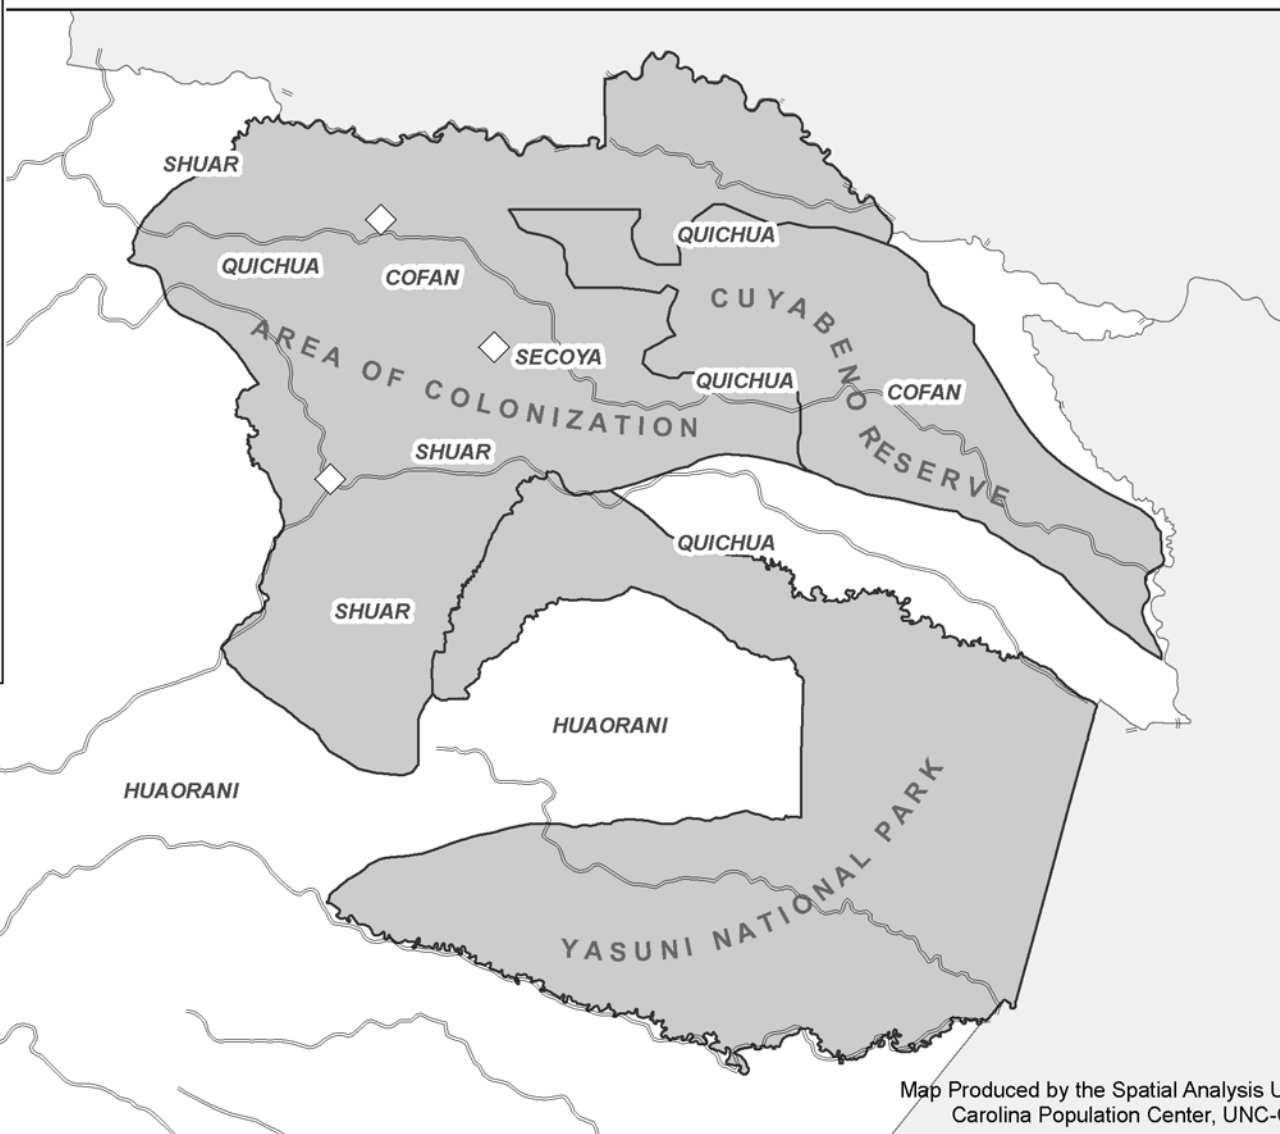 SHUAR
QUICHUA
QUICHUA
COFAN
CUYABENO RESERVE
AREA OF COLONIZATION
SECOYA
QUICHUA
COFAN
SHUAR
QUICHUA
SHUAR
HUAORANI
HUAORANI
YASUNI NATIONAL PARK
Map Produced by the Spatial Analysis U
Carolina Population Center, UNC-